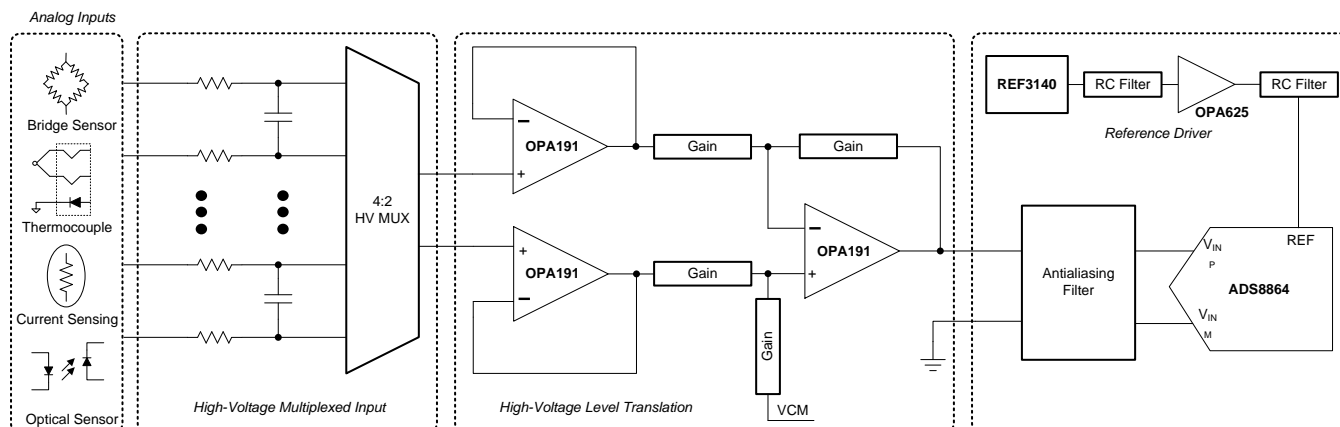 Analog Inputs
Bridge Sensor
Thermocouple
Current Sensing
Optical Sensor
4:2
HV MUX
High-Voltage Multiplexed Input
OPA191
+
Gain
Gain
+
OPA191
Gain
OPA191
+
Gain
VCM
High-Voltage Level Translation
REF3140
RC Filter
OPA625
RC Filter
Reference Driver
Antialiasing
Filter
VIN
P
REF
ADS8864
VIN
M